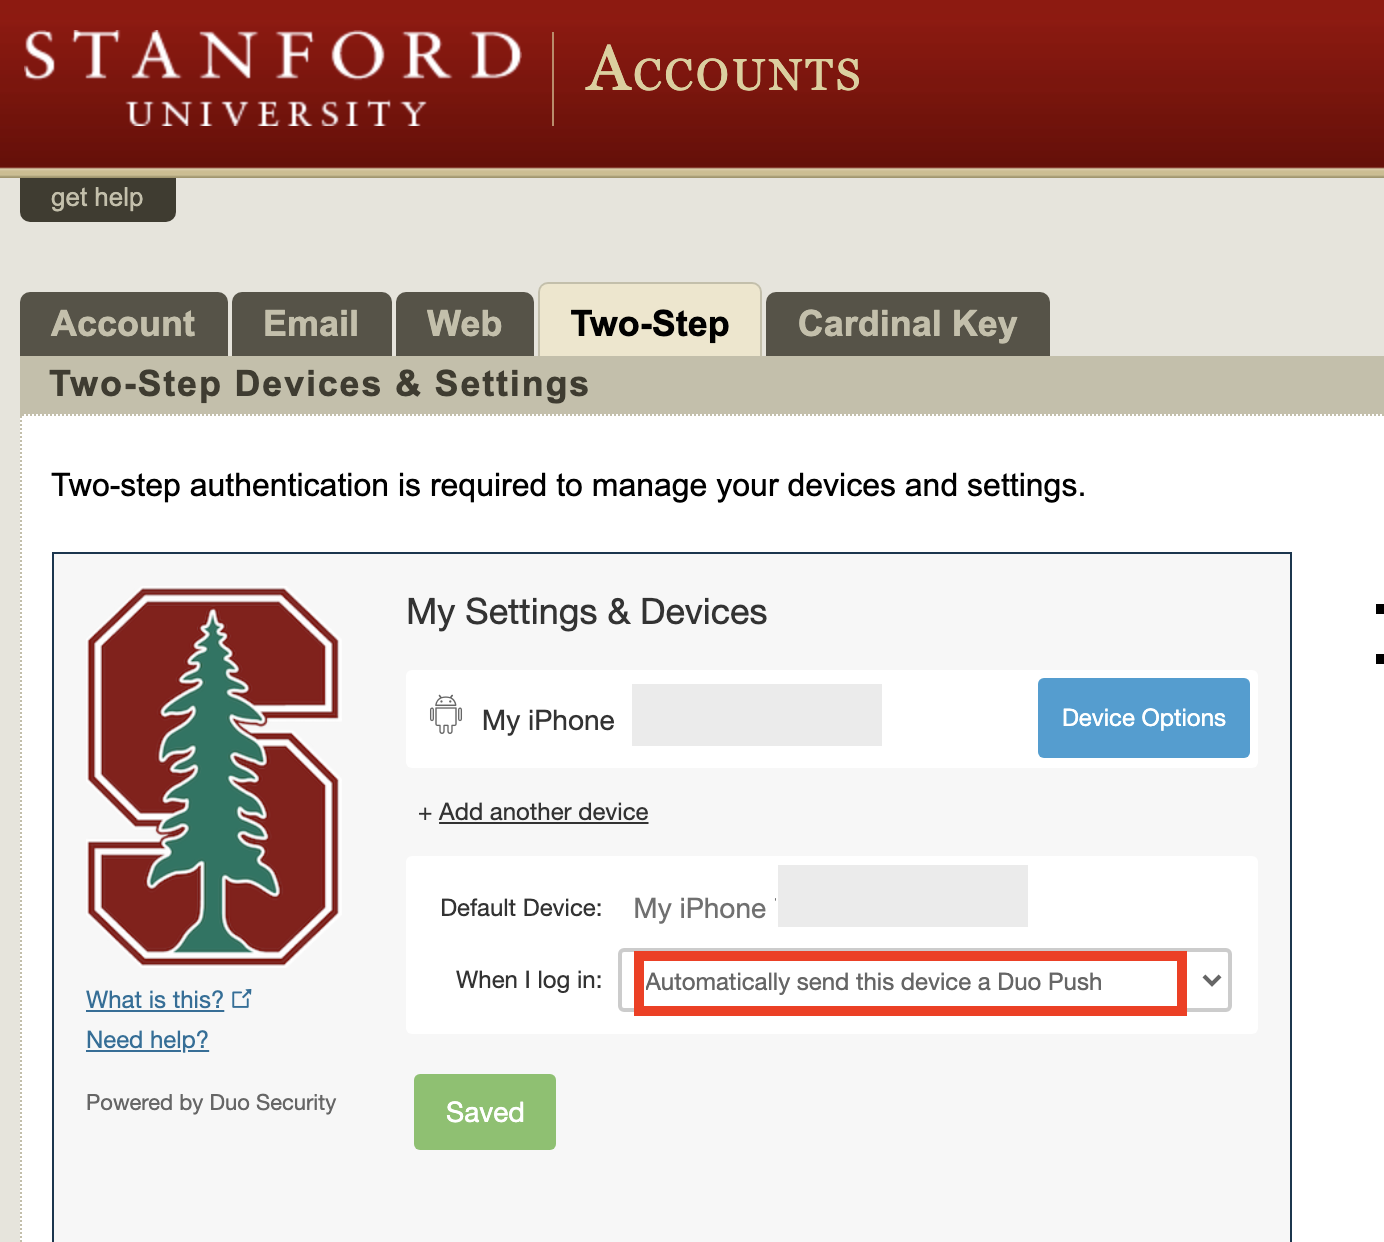 STANFORD
UNIVERSITY
ACCOUNTS
get help
Account Email Web Two-Step Cardinal Key
Two-Step Devices & Settings
Two-step authentication is required to manage your devices and settings.
My Settings & Devices
My iPhone
Device Options
+ Add another device
Default Device: My iPhone
When I log in: Automatically send this device a Duo Push
What is this?
Need help?
Powered by Duo Security
Saved